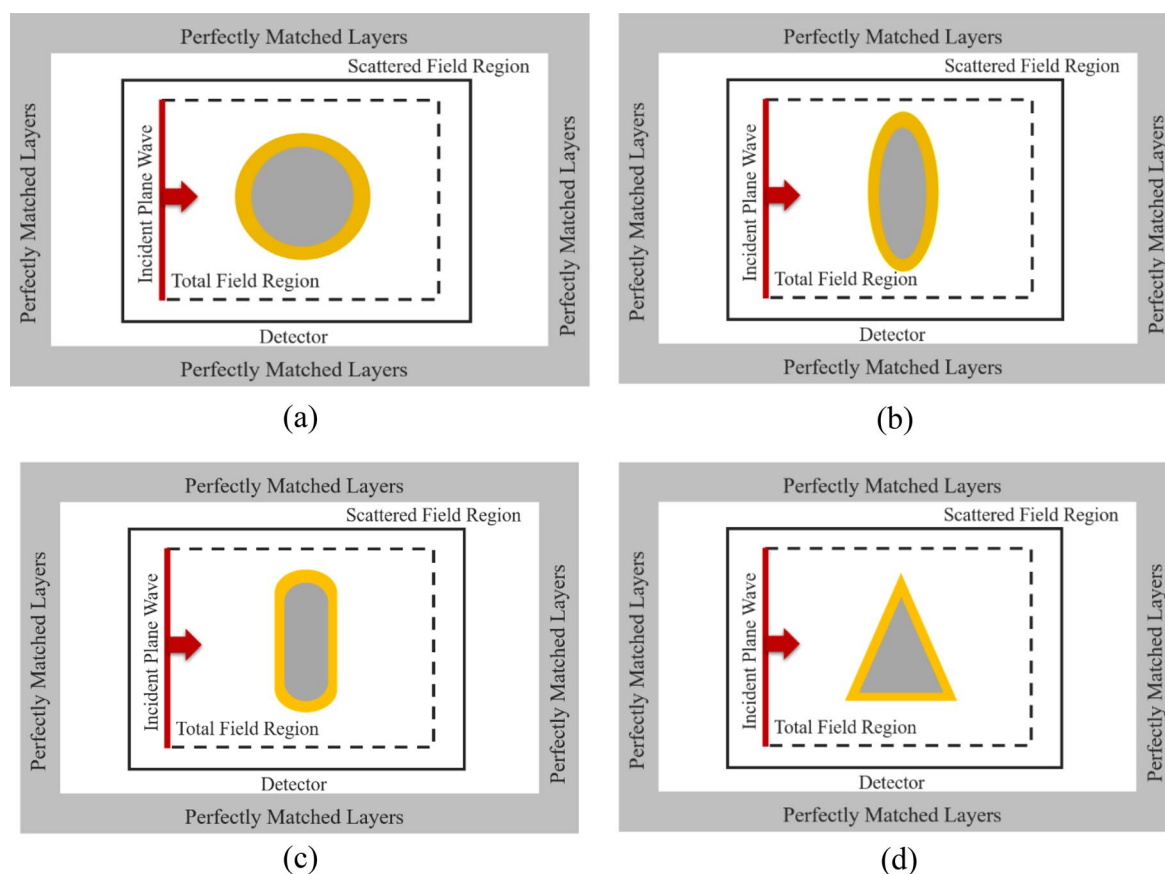 Perfectly Matched Layers
Scattered Field Region
Perfectly Matched Layers
Incident Plane Wave
Total Field Region
Perfectly Matched Layers
Detector
Perfectly Matched Layers
(a)
Perfectly Matched Layers
Scattered Field Region
Perfectly Matched Layers
Incident Plane Wave
Total Field Region
Perfectly Matched Layers
Detector
Perfectly Matched Layers
(b)
Perfectly Matched Layers
Scattered Field Region
Perfectly Matched Layers
Incident Plane Wave
Total Field Region
Perfectly Matched Layers
Detector
Perfectly Matched Layers
(c)
Perfectly Matched Layers
Scattered Field Region
Perfectly Matched Layers
Incident Plane Wave
Total Field Region
Perfectly Matched Layers
Detector
Perfectly Matched Layers
(d)